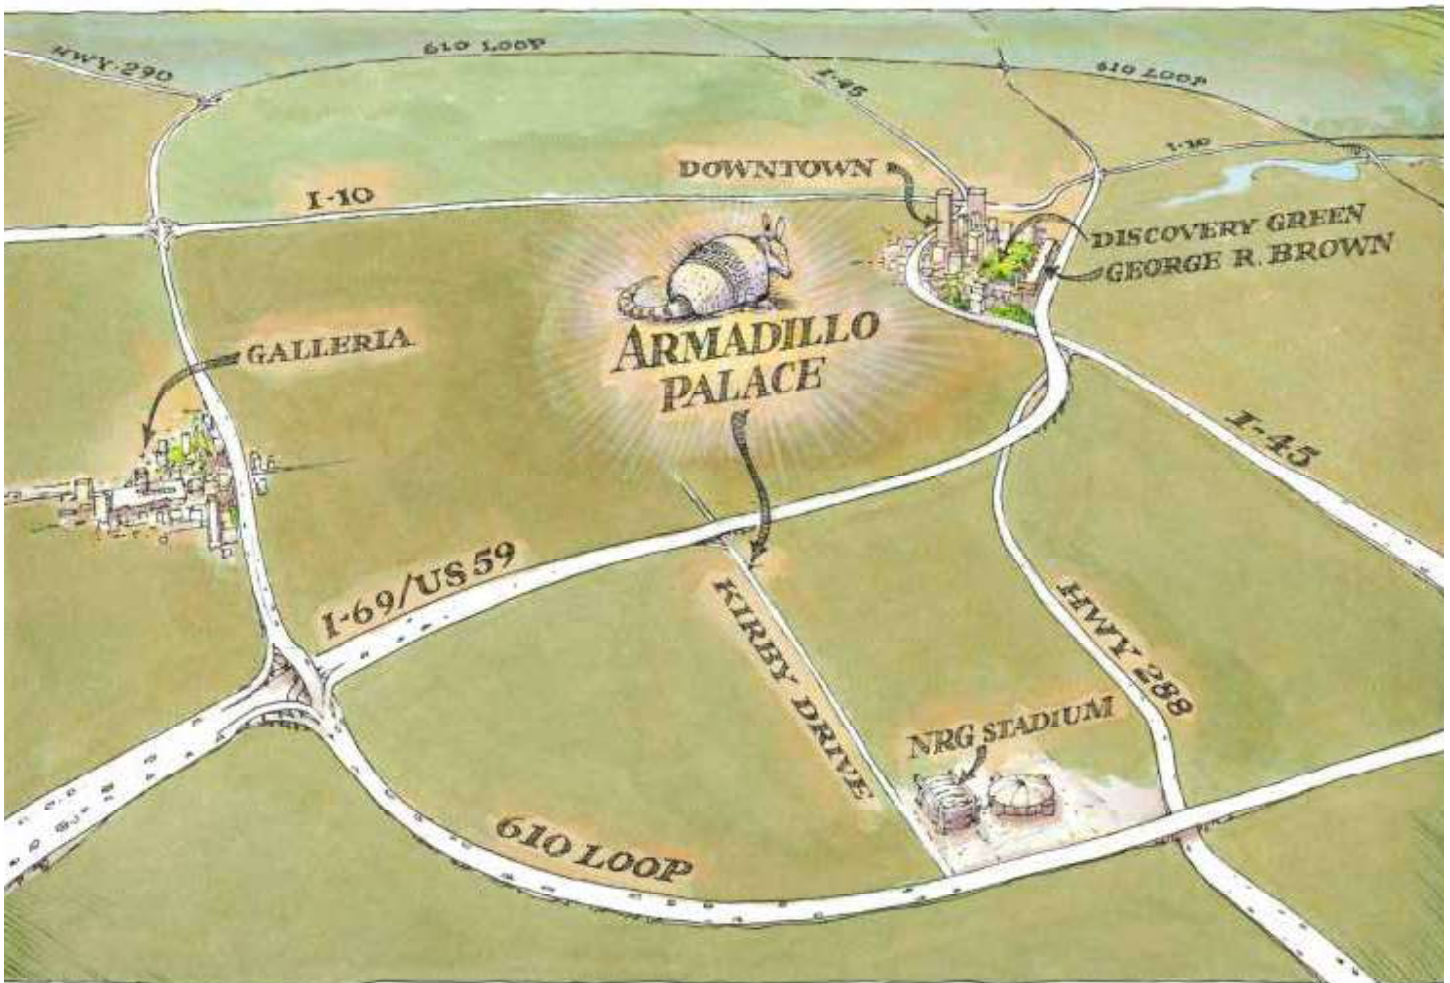 HWY-290
610 LOOP
I-45
610 LOOP
I-10
DOWNTOWN
I-10
DISCOVERY GREEN
GEORGE R. BROWN
ARMADILLO
PALACE
GALLERIA
I-45
I-69/US 59
KIRBY DRIVE
HWY 288
NRG STADIUM
610 LOOP